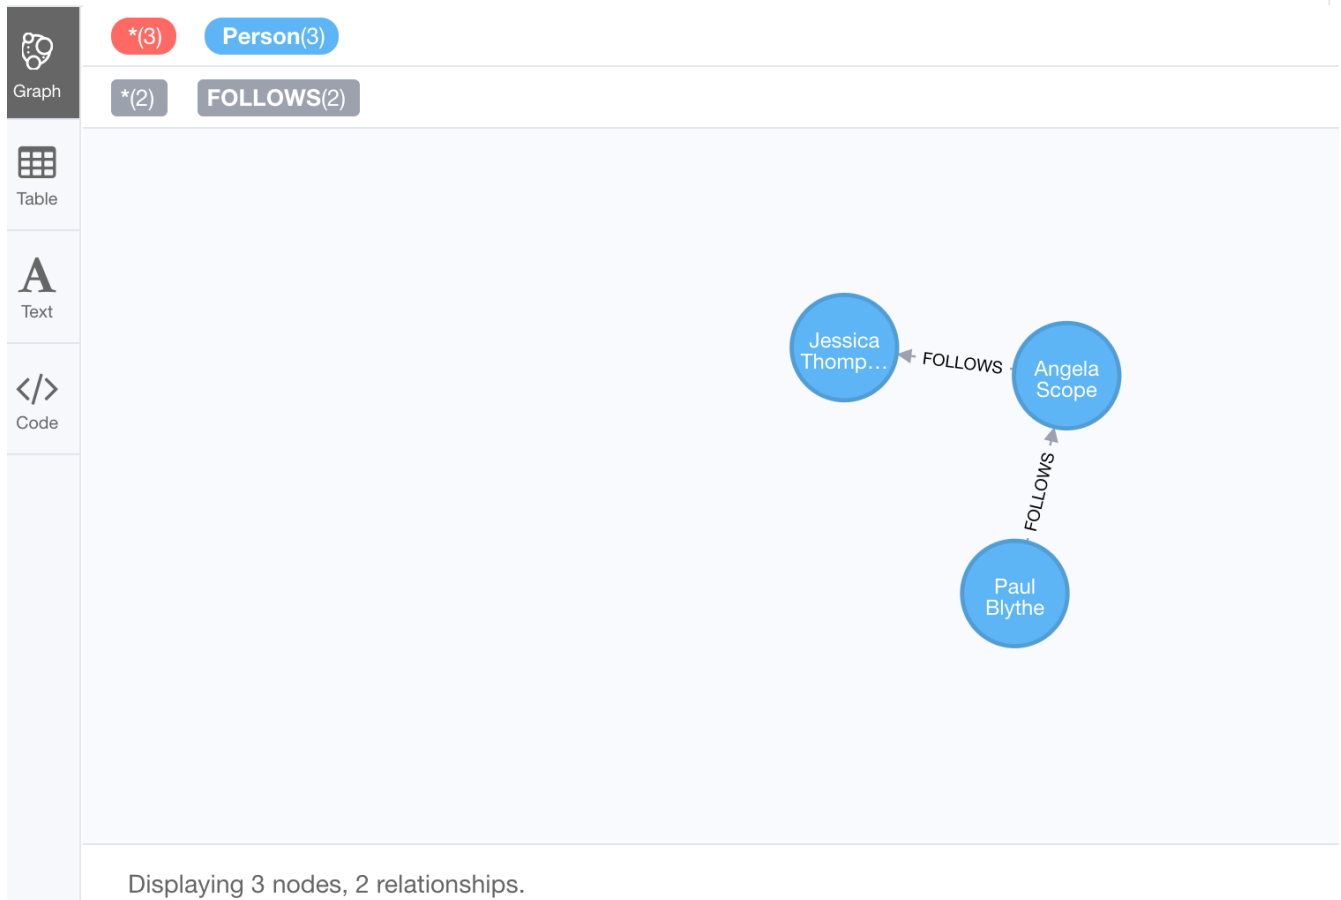 *(3) Person(3)
*(2) FOLLOWS(2)
Graph
Table
Text
Code
Jessica
Thomp...
FOLLOWS
Angela
Scope
FOLLOWS
Paul
Blythe
Displaying 3 nodes, 2 relationships.